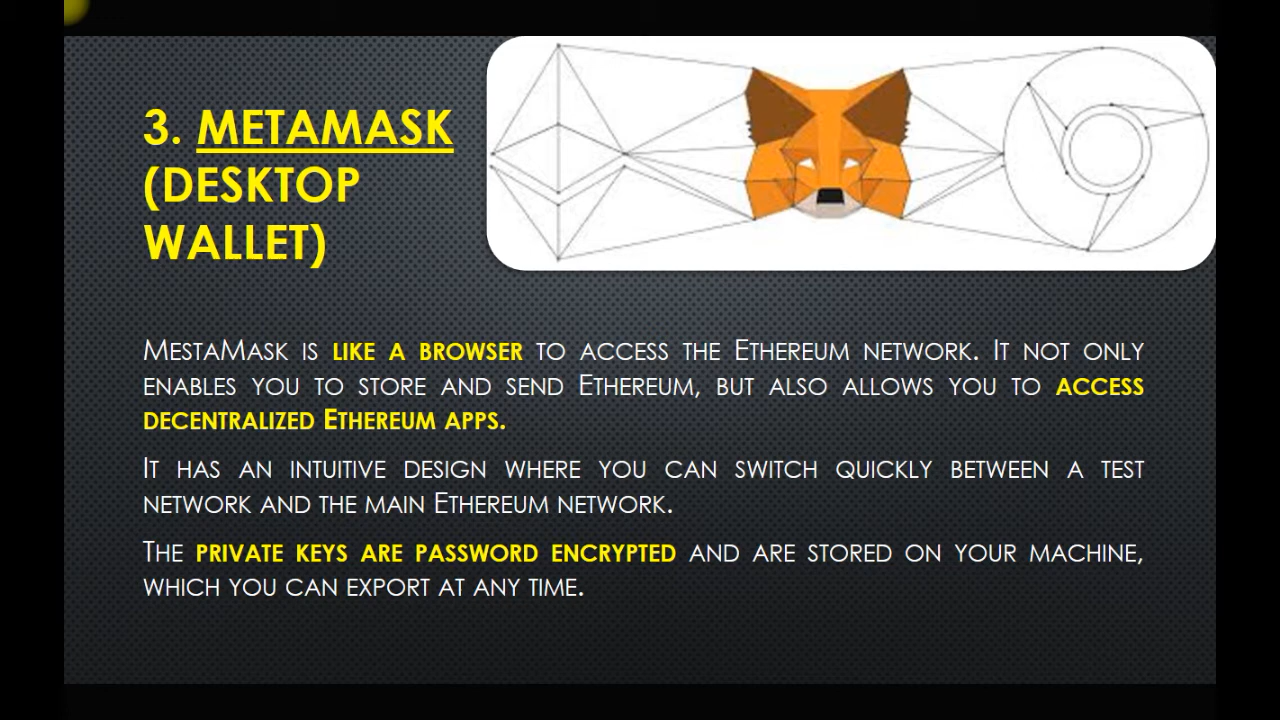 3. METAMASK
(DESKTOP
WALLET)
MESTAMASK IS LIKE A BROWSER TO ACCESS THE ETHEREUM NETWORK. IT NOT ONLY
ENABLES YOU TO STORE AND SEND ETHEREUM, BUT ALSO ALLOWS YOU TO ACCESS
DECENTRALIZED ETHEREUM APPS.
IT HAS AN INTUITIVE DESIGN WHERE YOU CAN SWITCH QUICKLY BETWEEN A TEST
NETWORK AND THE MAIN ETHEREUM NETWORK.
THE PRIVATE KEYS ARE PASSWORD ENCRYPTED AND ARE STORED ON YOUR MACHINE,
WHICH YOU CAN EXPORT AT ANY TIME.